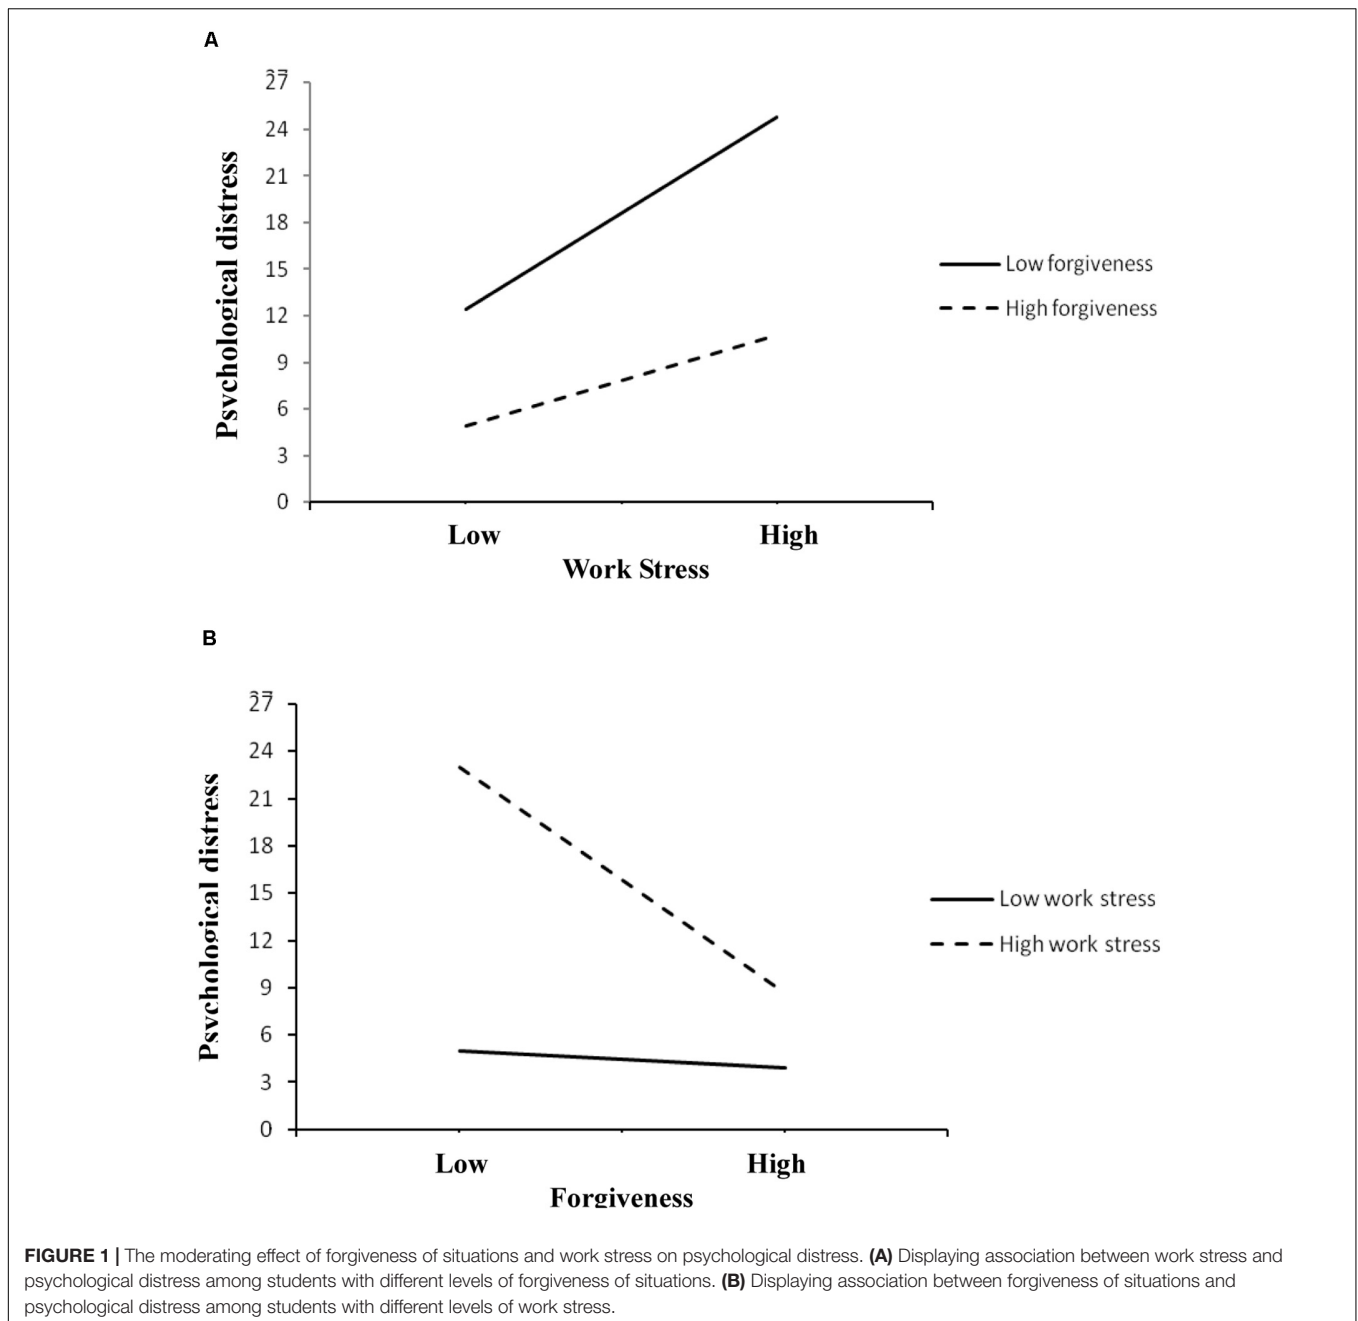 A
27
24
21
18
15
12
9
6
3
0
Psychological distress
Low forgiveness
High forgiveness
Low High
Work Stress
B
27
24
21
18
15
12
9
6
3
0
Psychological distress
Low work stress
High work stress
Low High
Forgiveness
FIGURE 1 | The moderating effect of forgiveness of situations and work stress on psychological distress. (A) Displaying association between work stress and
psychological distress among students with different levels of forgiveness of situations. (B) Displaying association between forgiveness of situations and
psychological distress among students with different levels of work stress.